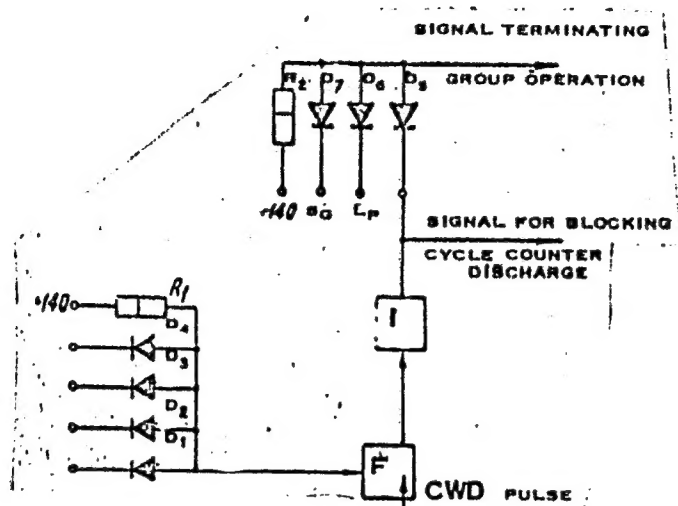 SIGNAL TERMINATING
GROUP OPERATION
R2 D7 D6 D5
+140
SIGNAL FOR BLOCKING
CYCLE COUNTER
DISCHARGE
+140 R1
D4
D3
D2
D1
I
F
CWD PULSE